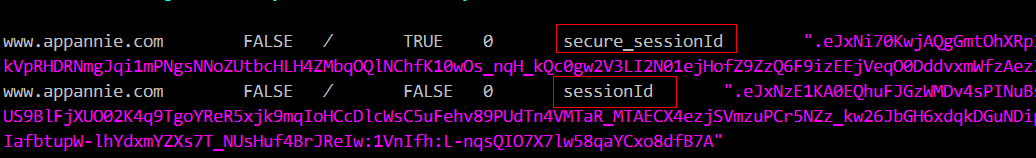 www.appannie.com FALSE / TRUE 0 secure_sessionId ".eJxNi70KwjAQgGmtOhXRp
kVpRHDRNmgJqi1mPNgsNNoZUtbcHLH4ZMbqOQlNChfK10wOs_nqH_kQc0gw2V3LI2N01ejHofZ9ZzQ6F9izEEjVeqO0DddvxmWfzAez
www.appannie.com FALSE / FALSE 0 sessionId ".eJxNzE1KA0EQhuFJGzWMDv4sPINuB
US9BlFjXUO02K4q9TgoYReR5xjk9mqIoHCcDlcWsC5uFehv89PUdTn4VMTaR_MTAECX4ezjSVmzuPCr5NZz_kw26JbGH6xdqkDGuNDi
IafbtupW-lhYdxmYZXs7T_NUsHuf4BrJReIw:1VnIfh:L-nqsQIO7X7lw58qaYCxo8dfB7A"